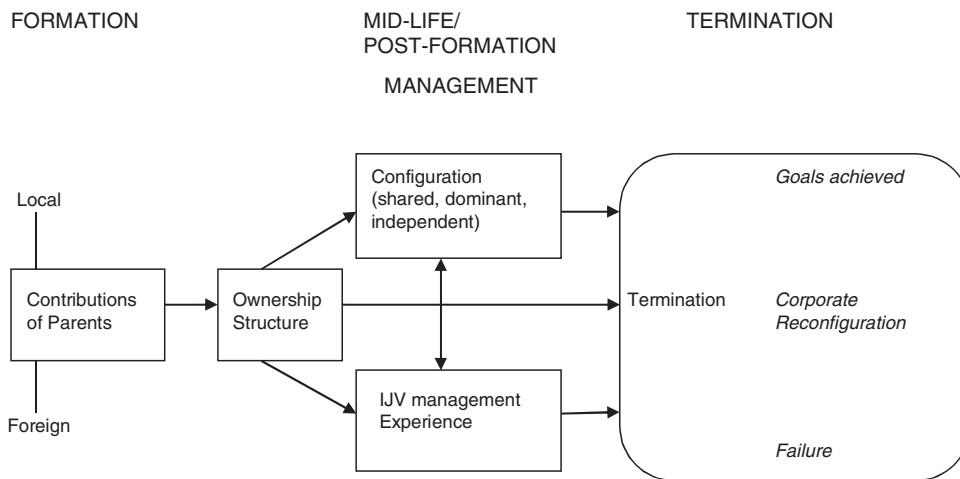 FORMATION
MID-LIFE/
POST-FORMATION
MANAGEMENT
TERMINATION
Local
Contributions
of Parents
Foreign
Ownership
Structure
Configuration
(shared, dominant,
independent)
IJV management
Experience
Termination
Goals achieved
Corporate
Reconfiguration
Failure